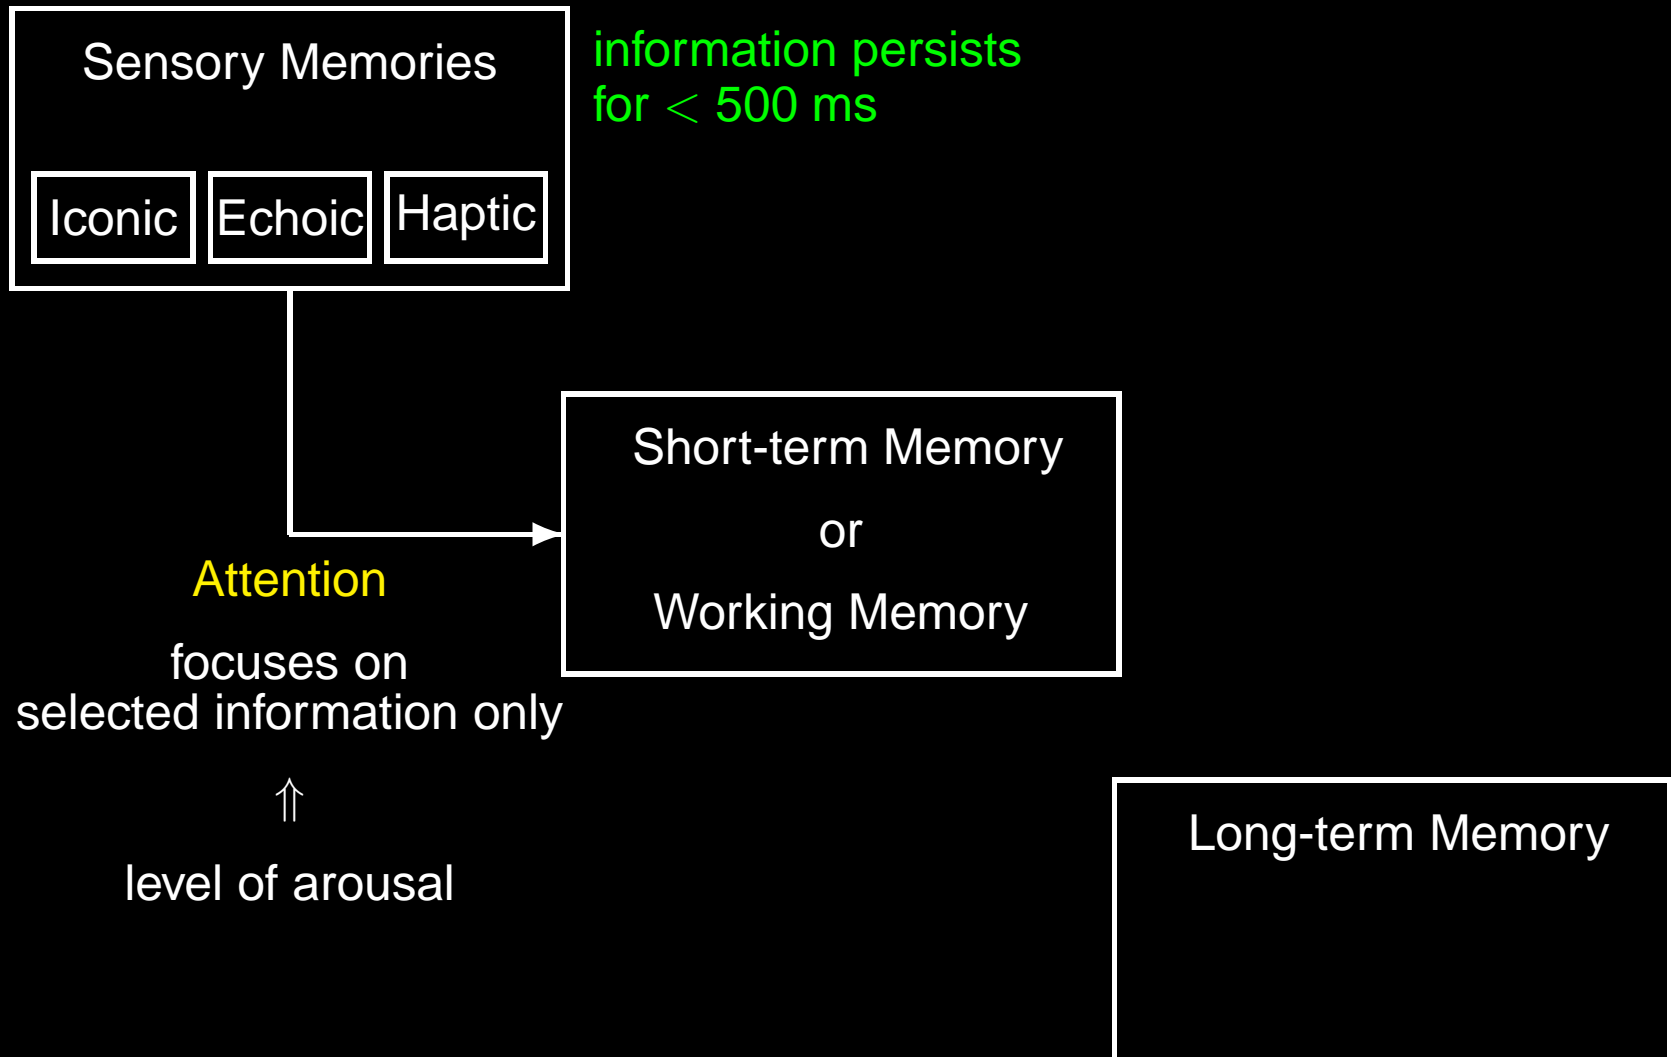 Sensory Memories
information persists
for < 500 ms
Iconic
Echoic
Haptic
Short-term Memory
or
Working Memory
Attention
focuses on
selected information only
⇑
level of arousal
Long-term Memory